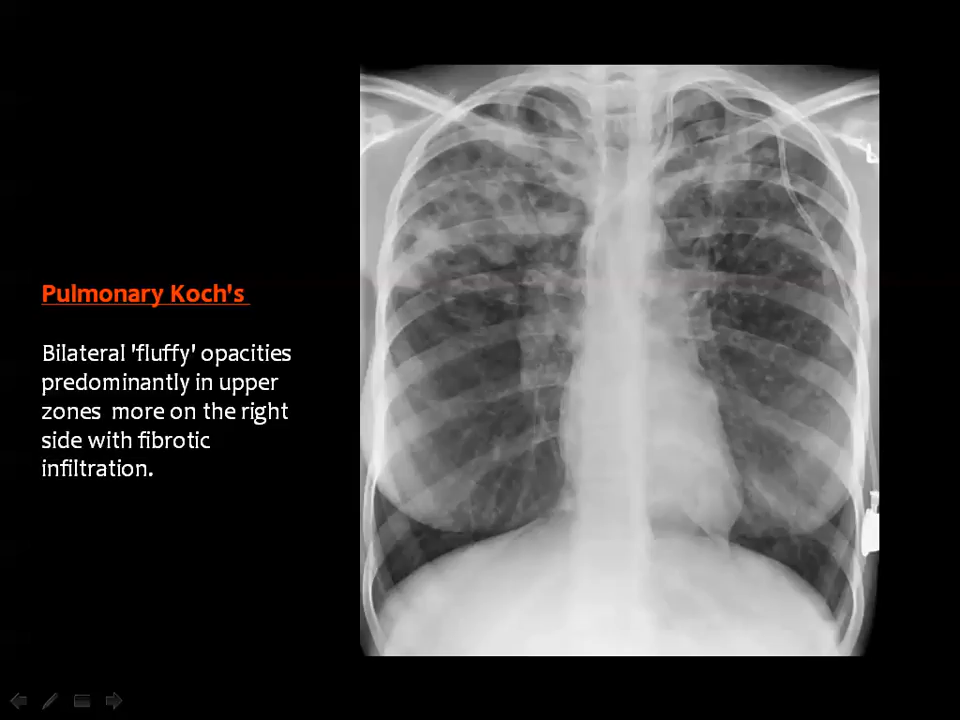 Pulmonary Koch's
Bilateral 'fluffy' opacities
predominantly in upper
zones more on the right
side with fibrotic
infiltration.
L